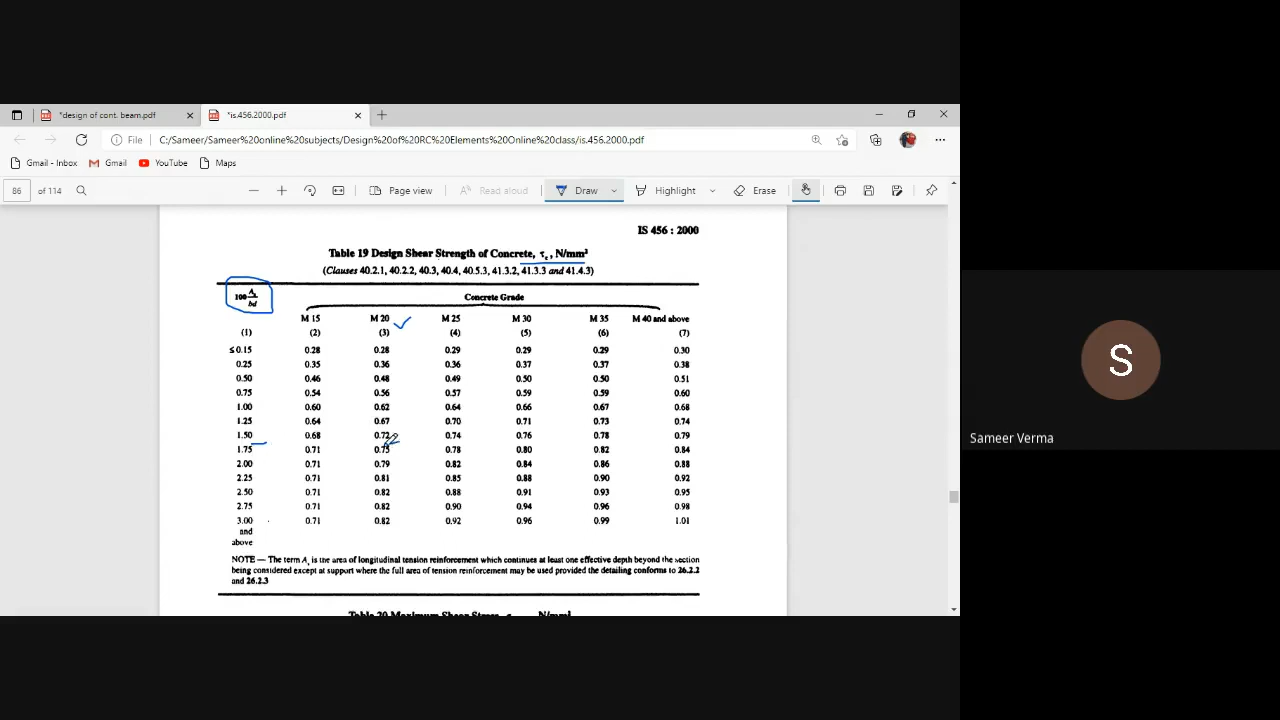 *design of cont. beam.pdf
*is.456.2000.pdf
File C:/Sameer/Sameer%20online%20subjects/Design%20of%20RC%20Elements%20Online%20class/is.456.2000.pdf
Gmail - Inbox Gmail YouTube Maps
86 of 114 Page view Read aloud Draw Highlight Erase
IS 456 : 2000
Table 19 Design Shear Strength of Concrete, τc, N/mm²
(Clauses 40.2.1, 40.2.2, 40.3, 40.4, 40.5.3, 41.3.2, 41.3.3 and 41.4.3)
100 As/bd Concrete Grade
M 15 M 20 M 25 M 30 M 35 M 40 and above
(1) (2) (3) (4) (5) (6) (7)
≤ 0.15 0.28 0.28 0.29 0.29 0.29 0.30
0.25 0.35 0.36 0.36 0.37 0.37 0.38
0.50 0.46 0.48 0.49 0.50 0.50 0.51
0.75 0.54 0.56 0.57 0.59 0.59 0.60
1.00 0.60 0.62 0.64 0.66 0.67 0.68
1.25 0.64 0.67 0.70 0.71 0.73 0.74
1.50 0.68 0.72 0.74 0.76 0.78 0.79
1.75 0.71 0.75 0.78 0.80 0.82 0.84
2.00 0.71 0.79 0.82 0.84 0.86 0.88
2.25 0.71 0.81 0.85 0.88 0.90 0.92
2.50 0.71 0.82 0.88 0.91 0.93 0.95
2.75 0.71 0.82 0.90 0.94 0.96 0.98
3.00 0.71 0.82 0.92 0.96 0.99 1.01
and
above
NOTE — The term As is the area of longitudinal tension reinforcement which continues at least one effective depth beyond the section
being considered except at support where the full area of tension reinforcement may be used provided the detailing conforms to 26.2.2
and 26.2.3
Table 20 Maximum Shear Stress, N/mm²
S
Sameer Verma